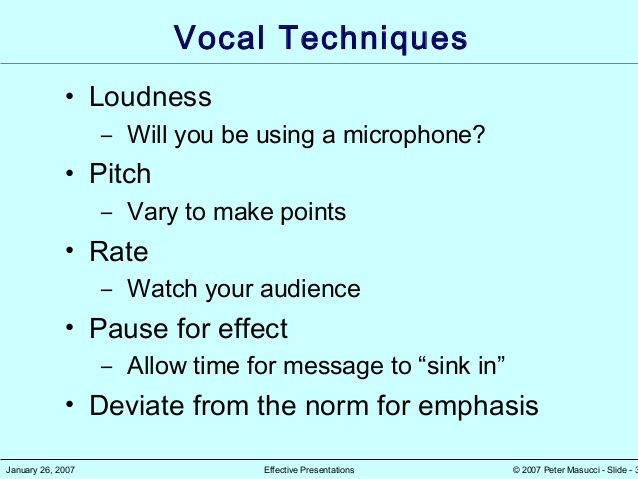 Vocal Techniques
• Loudness
– Will you be using a microphone?
• Pitch
– Vary to make points
• Rate
– Watch your audience
• Pause for effect
– Allow time for message to “sink in”
• Deviate from the norm for emphasis
January 26, 2007 Effective Presentations © 2007 Peter Masucci - Slide -